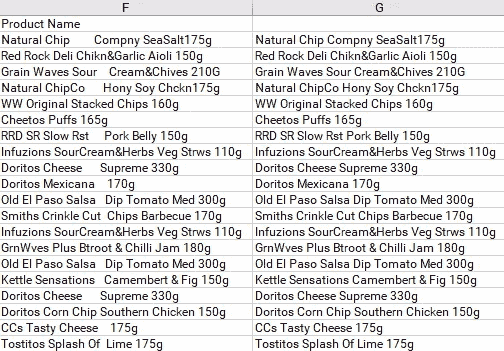 F G
Product Name
Natural Chip        Compny SeaSalt175g Natural Chip Compny SeaSalt175g
Red Rock Deli Chikn&Garlic Aioli 150g Red Rock Deli Chikn&Garlic Aioli 150g
Grain Waves Sour    Cream&Chives 210G Grain Waves Sour Cream&Chives 210G
Natural ChipCo      Hony Soy Chckn175g Natural ChipCo Hony Soy Chckn175g
WW Original Stacked Chips 160g WW Original Stacked Chips 160g
Cheetos Puffs 165g Cheetos Puffs 165g
RRD SR Slow Rst     Pork Belly 150g RRD SR Slow Rst Pork Belly 150g
Infuzions SourCream&Herbs Veg Strws 110g Infuzions SourCream&Herbs Veg Strws 110g
Doritos Cheese      Supreme 330g Doritos Cheese Supreme 330g
Doritos Mexicana    170g Doritos Mexicana 170g
Old El Paso Salsa   Dip Tomato Med 300g Old El Paso Salsa Dip Tomato Med 300g
Smiths Crinkle Cut  Chips Barbecue 170g Smiths Crinkle Cut Chips Barbecue 170g
Infuzions SourCream&Herbs Veg Strws 110g Infuzions SourCream&Herbs Veg Strws 110g
GrnWves Plus Btroot & Chilli Jam 180g GrnWves Plus Btroot & Chilli Jam 180g
Old El Paso Salsa   Dip Tomato Med 300g Old El Paso Salsa Dip Tomato Med 300g
Kettle Sensations   Camembert & Fig 150g Kettle Sensations Camembert & Fig 150g
Doritos Cheese      Supreme 330g Doritos Cheese Supreme 330g
Doritos Corn Chip Southern Chicken 150g Doritos Corn Chip Southern Chicken 150g
CCs Tasty Cheese    175g CCs Tasty Cheese 175g
Tostitos Splash Of  Lime 175g Tostitos Splash Of Lime 175g